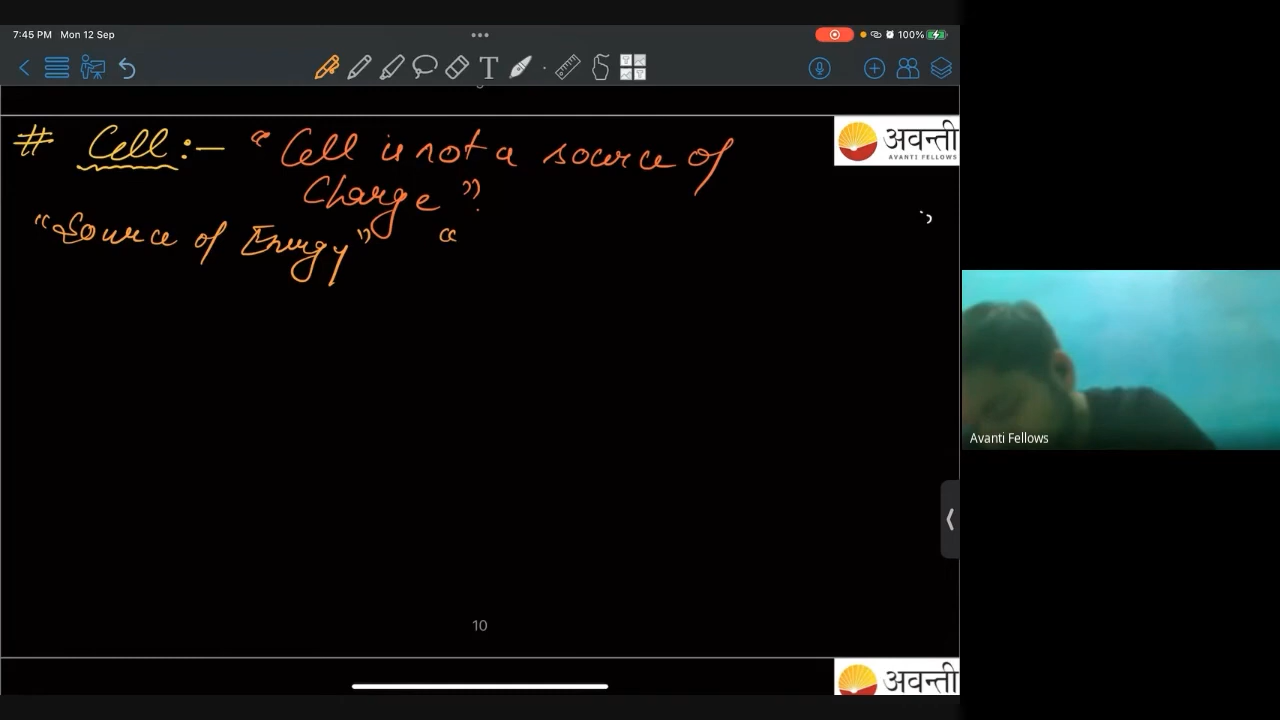 7:45 PM Mon 12 Sep
100%
T
# Cell :- " Cell is not a source of
Charge "
"Source of Energy" "
अवन्ती
AVANTI FELLOWS
Avanti Fellows
10
अवन्ती